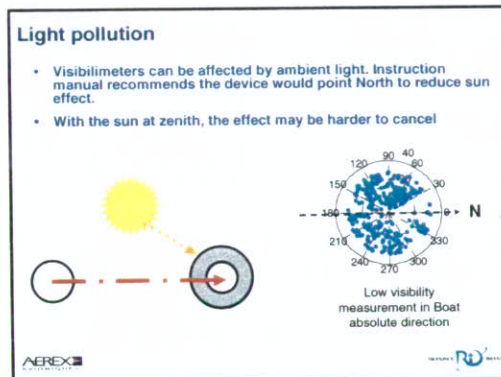 Light pollution
• Visibilimeters can be affected by ambient light. Instruction
manual recommends the device would point North to reduce sun
effect.
• With the sun at zenith, the effect may be harder to cancel
90 40
120 60
150 30
180 0 N
210 330
240 300
270
Low visibility
measurement in Boat
absolute direction
AEREX